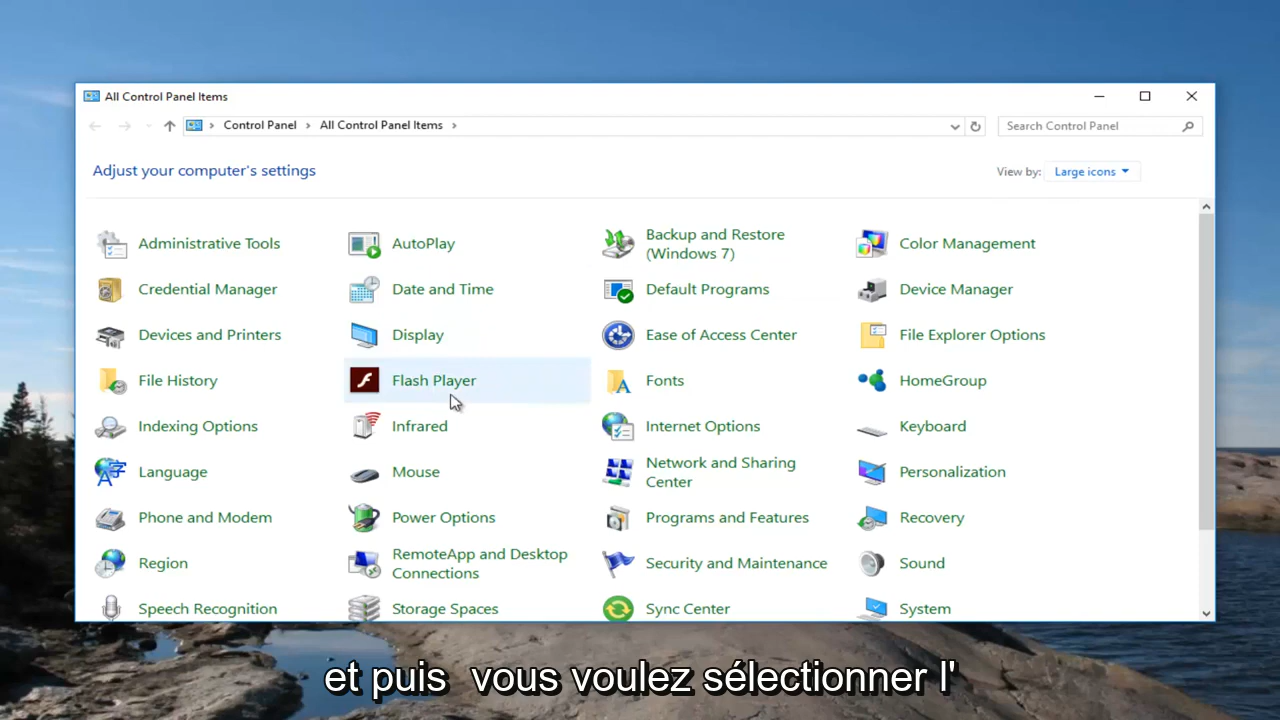 All Control Panel Items
Control Panel All Control Panel Items
Search Control Panel
Adjust your computer's settings
View by: Large icons
Administrative Tools
AutoPlay
Backup and Restore
(Windows 7)
Color Management
Credential Manager
Date and Time
Default Programs
Device Manager
Devices and Printers
Display
Ease of Access Center
File Explorer Options
File History
Flash Player
Fonts
HomeGroup
Indexing Options
Infrared
Internet Options
Keyboard
Language
Mouse
Network and Sharing
Center
Personalization
Phone and Modem
Power Options
Programs and Features
Recovery
Region
RemoteApp and Desktop
Connections
Security and Maintenance
Sound
Speech Recognition
Storage Spaces
Sync Center
System
et puis vous voulez sélectionner l'